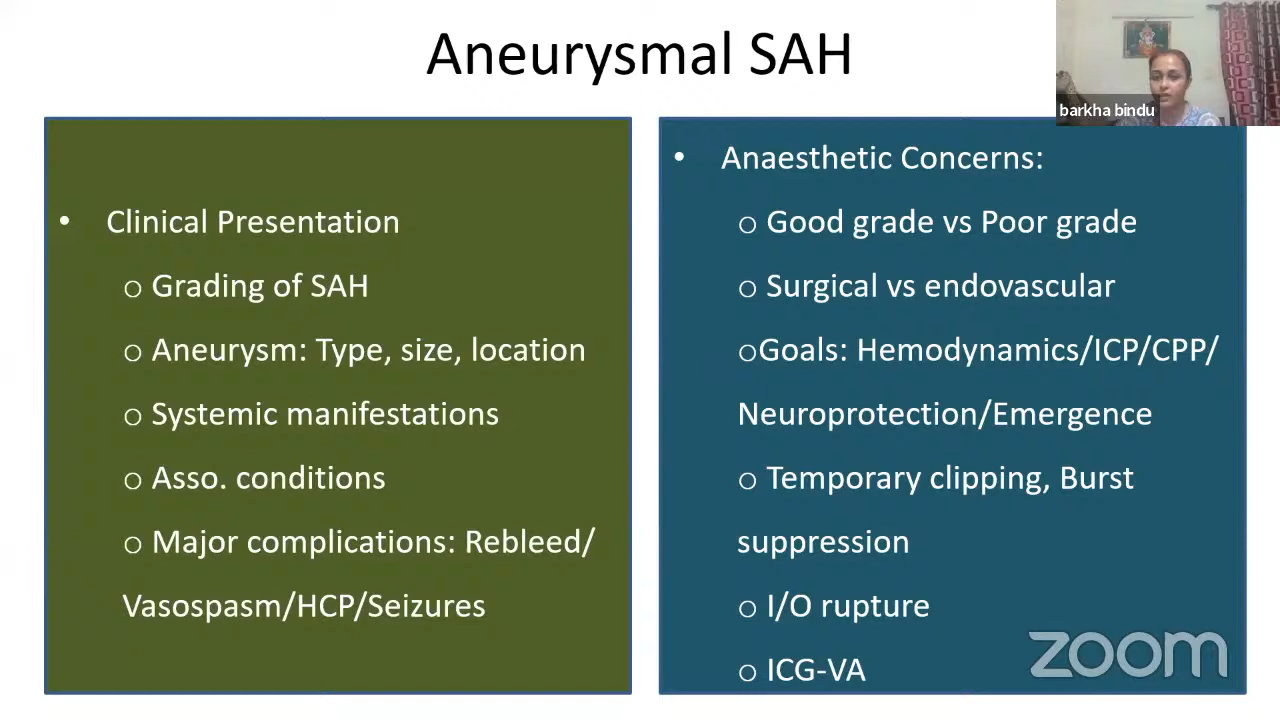 Aneurysmal SAH
barkha bindu
• Clinical Presentation
o Grading of SAH
o Aneurysm: Type, size, location
o Systemic manifestations
o Asso. conditions
o Major complications: Rebleed/
Vasospasm/HCP/Seizures
• Anaesthetic Concerns:
o Good grade vs Poor grade
o Surgical vs endovascular
oGoals: Hemodynamics/ICP/CPP/
Neuroprotection/Emergence
o Temporary clipping, Burst
suppression
o I/O rupture
o ICG-VA
zoom